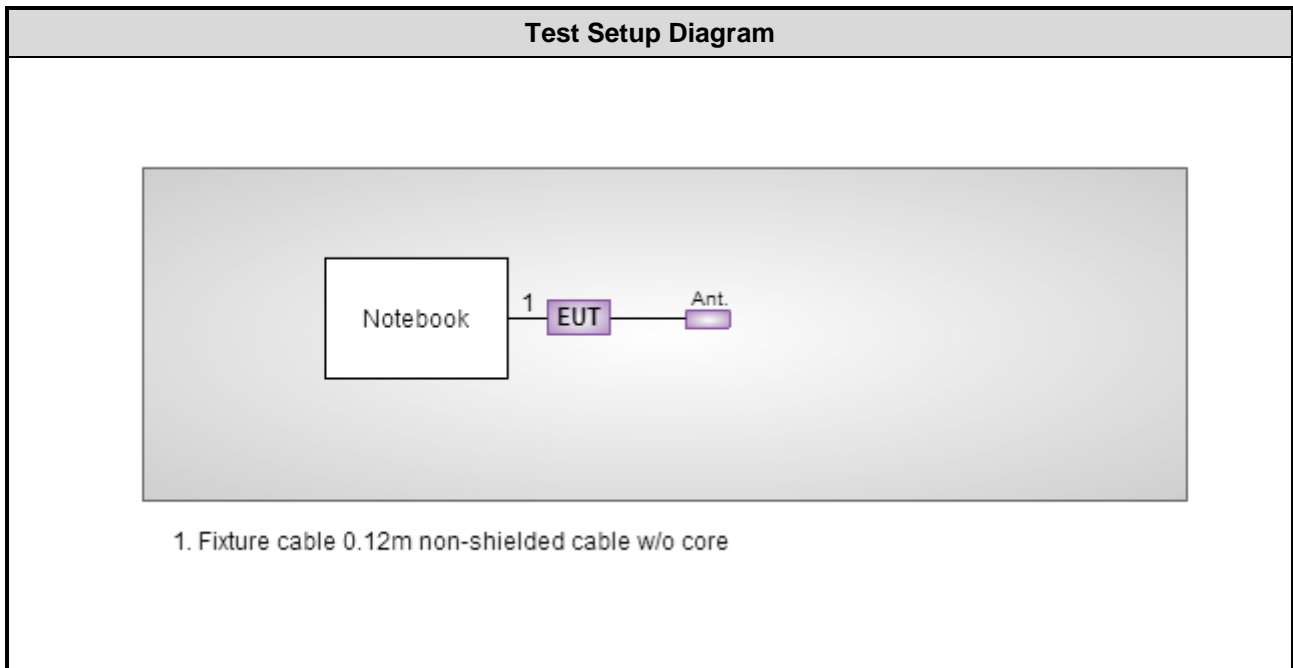 Test Setup Diagram
Notebook
1
EUT
Ant.
1. Fixture cable 0.12m non-shielded cable w/o core